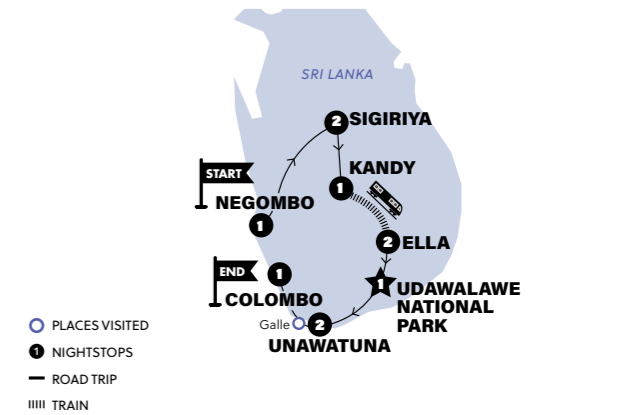 SRI LANKA
2 SIGIRIYA
KANDY
1
START
NEGOMBO
1
2 ELLA
END
1
COLOMBO
1
UDAWALAWE
NATIONAL
PARK
Galle
2
UNAWATUNA
PLACES VISITED
1 NIGHTSTOPS
ROAD TRIP
TRAIN